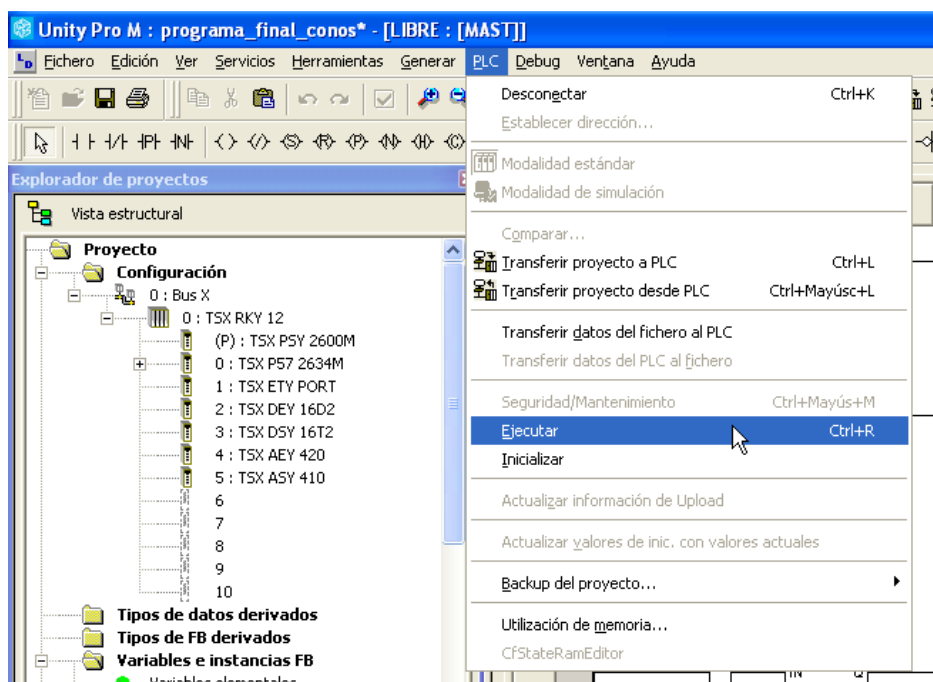 Unity Pro M : programa_final_conos* - [LIBRE : [MAST]]
Fichero Edición Ver Servicios Herramientas Generar PLC Debug Ventana Ayuda
Explorador de proyectos
Vista estructural
Proyecto
Configuración
0 : Bus X
0 : TSX RKY 12
(P) : TSX PSY 2600M
0 : TSX P57 2634M
1 : TSX ETY PORT
2 : TSX DEY 16D2
3 : TSX DSY 16T2
4 : TSX AEY 420
5 : TSX ASY 410
6
7
8
9
10
Tipos de datos derivados
Tipos de FB derivados
Variables e instancias FB
Variables elementales
Desconectar Ctrl+K
Establecer dirección...
Modalidad estándar
Modalidad de simulación
Comparar...
Transferir proyecto a PLC Ctrl+L
Transferir proyecto desde PLC Ctrl+Mayúsc+L
Transferir datos del fichero al PLC
Transferir datos del PLC al fichero
Seguridad/Mantenimiento Ctrl+Mayús+M
Ejecutar Ctrl+R
Inicializar
Actualizar información de Upload
Actualizar valores de inic. con valores actuales
Backup del proyecto...
Utilización de memoria...
CfStateRamEditor
IN